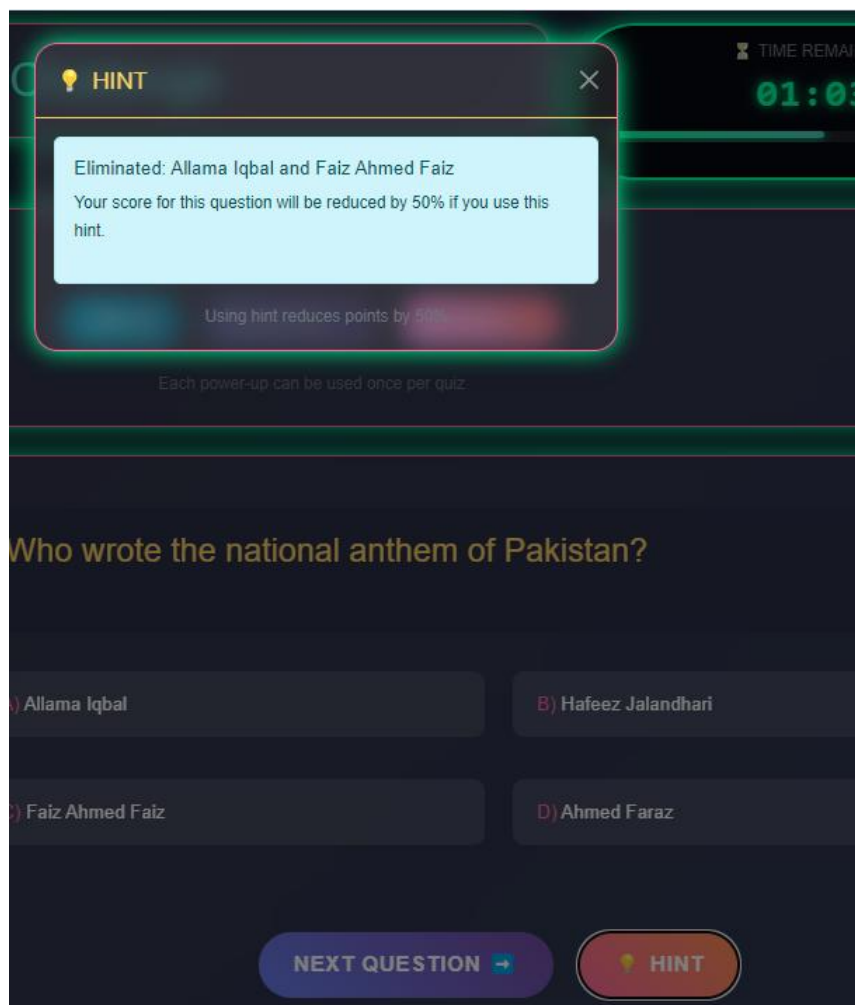 💡 HINT
⌛ TIME REMAI
01:03
Eliminated: Allama Iqbal and Faiz Ahmed Faiz
Your score for this question will be reduced by 50% if you use this
hint.
Using hint reduces points by 50%
Each power-up can be used once per quiz
Who wrote the national anthem of Pakistan?
A) Allama Iqbal
B) Hafeez Jalandhari
C) Faiz Ahmed Faiz
D) Ahmed Faraz
NEXT QUESTION ➡️
💡 HINT